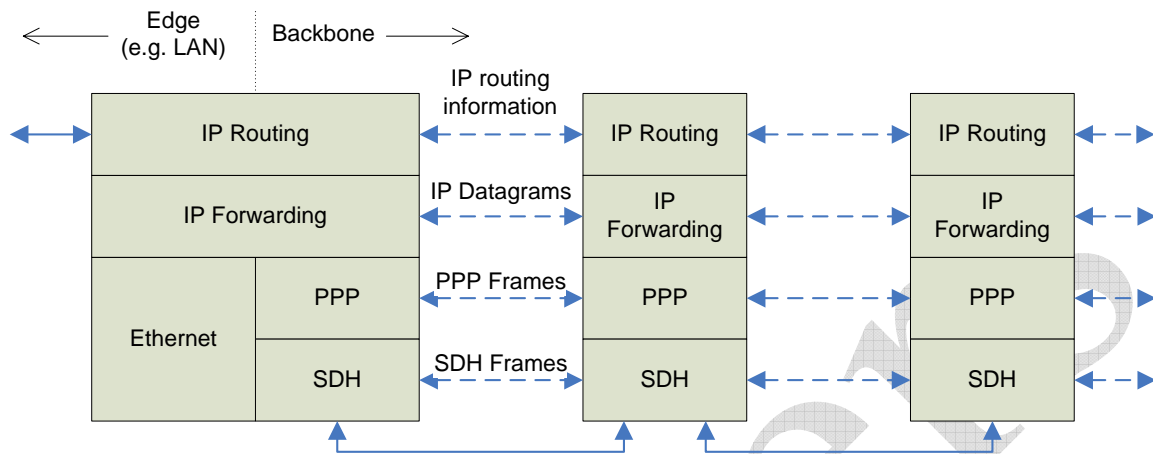 Edge
(e.g. LAN)
Backbone
IP routing
information
IP Routing
IP Routing
IP Routing
IP Forwarding
IP Datagrams
IP
Forwarding
IP
Forwarding
Ethernet
PPP
PPP Frames
PPP
PPP
SDH
SDH Frames
SDH
SDH